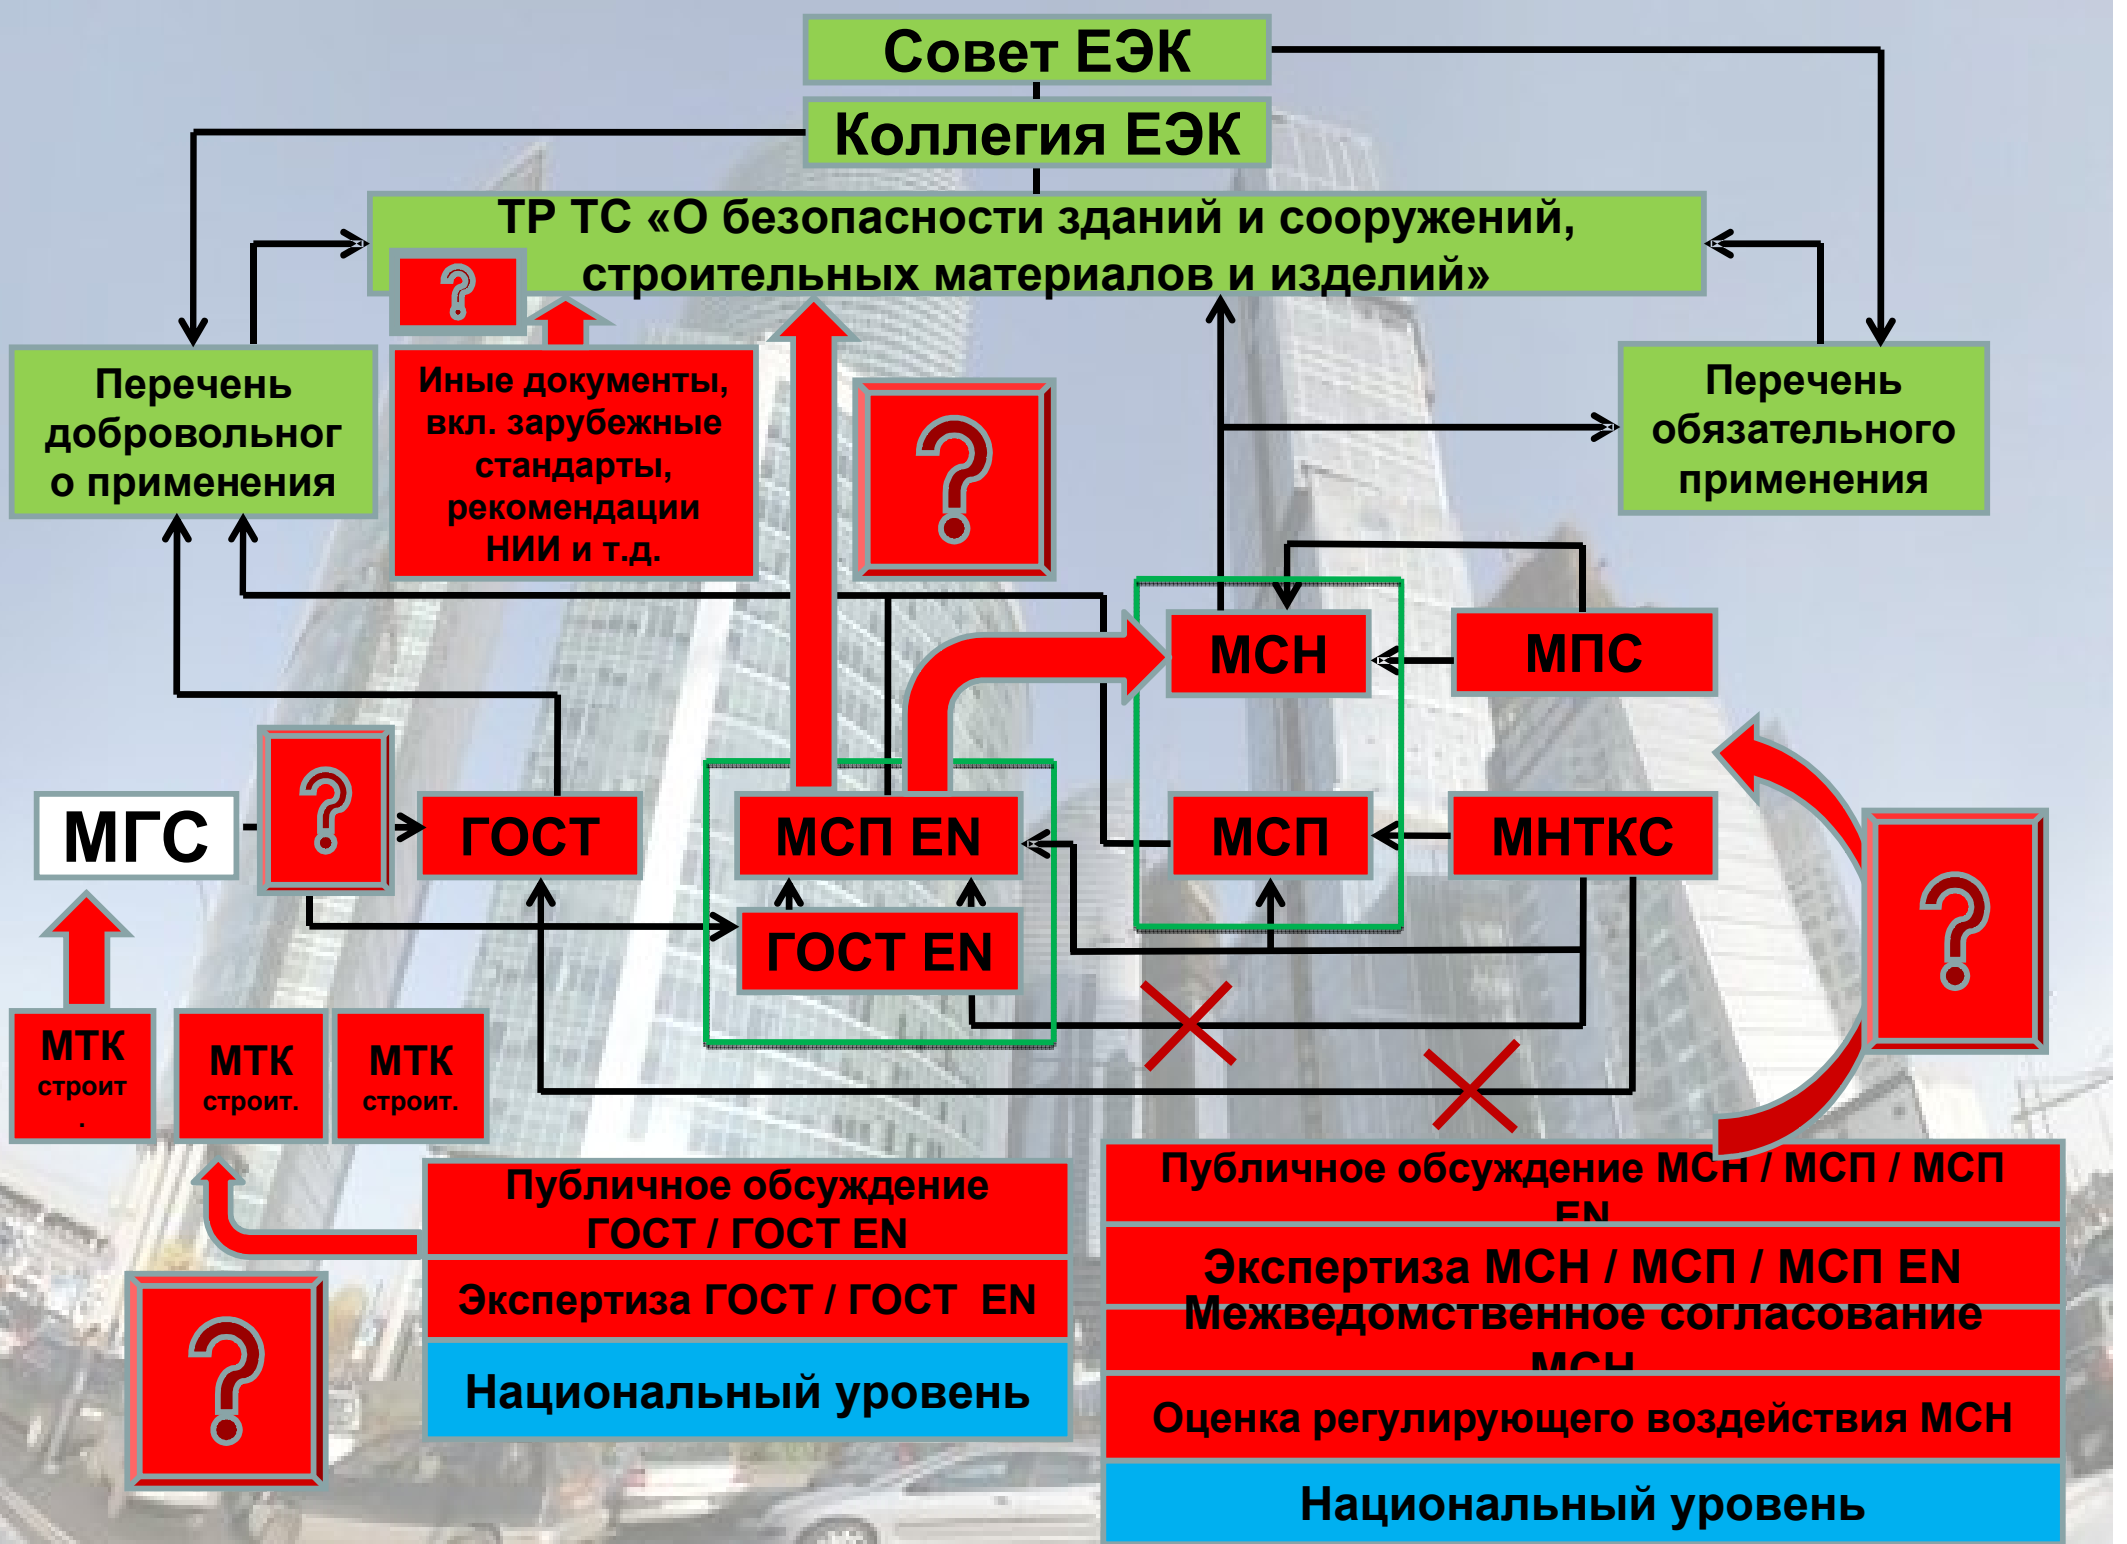 Совет ЕЭК
Коллегия ЕЭК
ТР ТС «О безопасности зданий и сооружений,
строительных материалов и изделий»
?
Перечень
добровольног
о применения
Иные документы,
вкл. зарубежные
стандарты,
рекомендации
НИИ и т.д.
?
Перечень
обязательного
применения
МСН
МПС
МГС
?
ГОСТ
МСП EN
МСП
МНТКС
?
ГОСТ EN
МТК
строит
.
МТК
строит.
МТК
строит.
Публичное обсуждение
ГОСТ / ГОСТ EN
Экспертиза ГОСТ / ГОСТ EN
Национальный уровень
?
Публичное обсуждение МСН / МСП / МСП
EN
Экспертиза МСН / МСП / МСП EN
Межведомственное согласование
МСН
Оценка регулирующего воздействия МСН
Национальный уровень